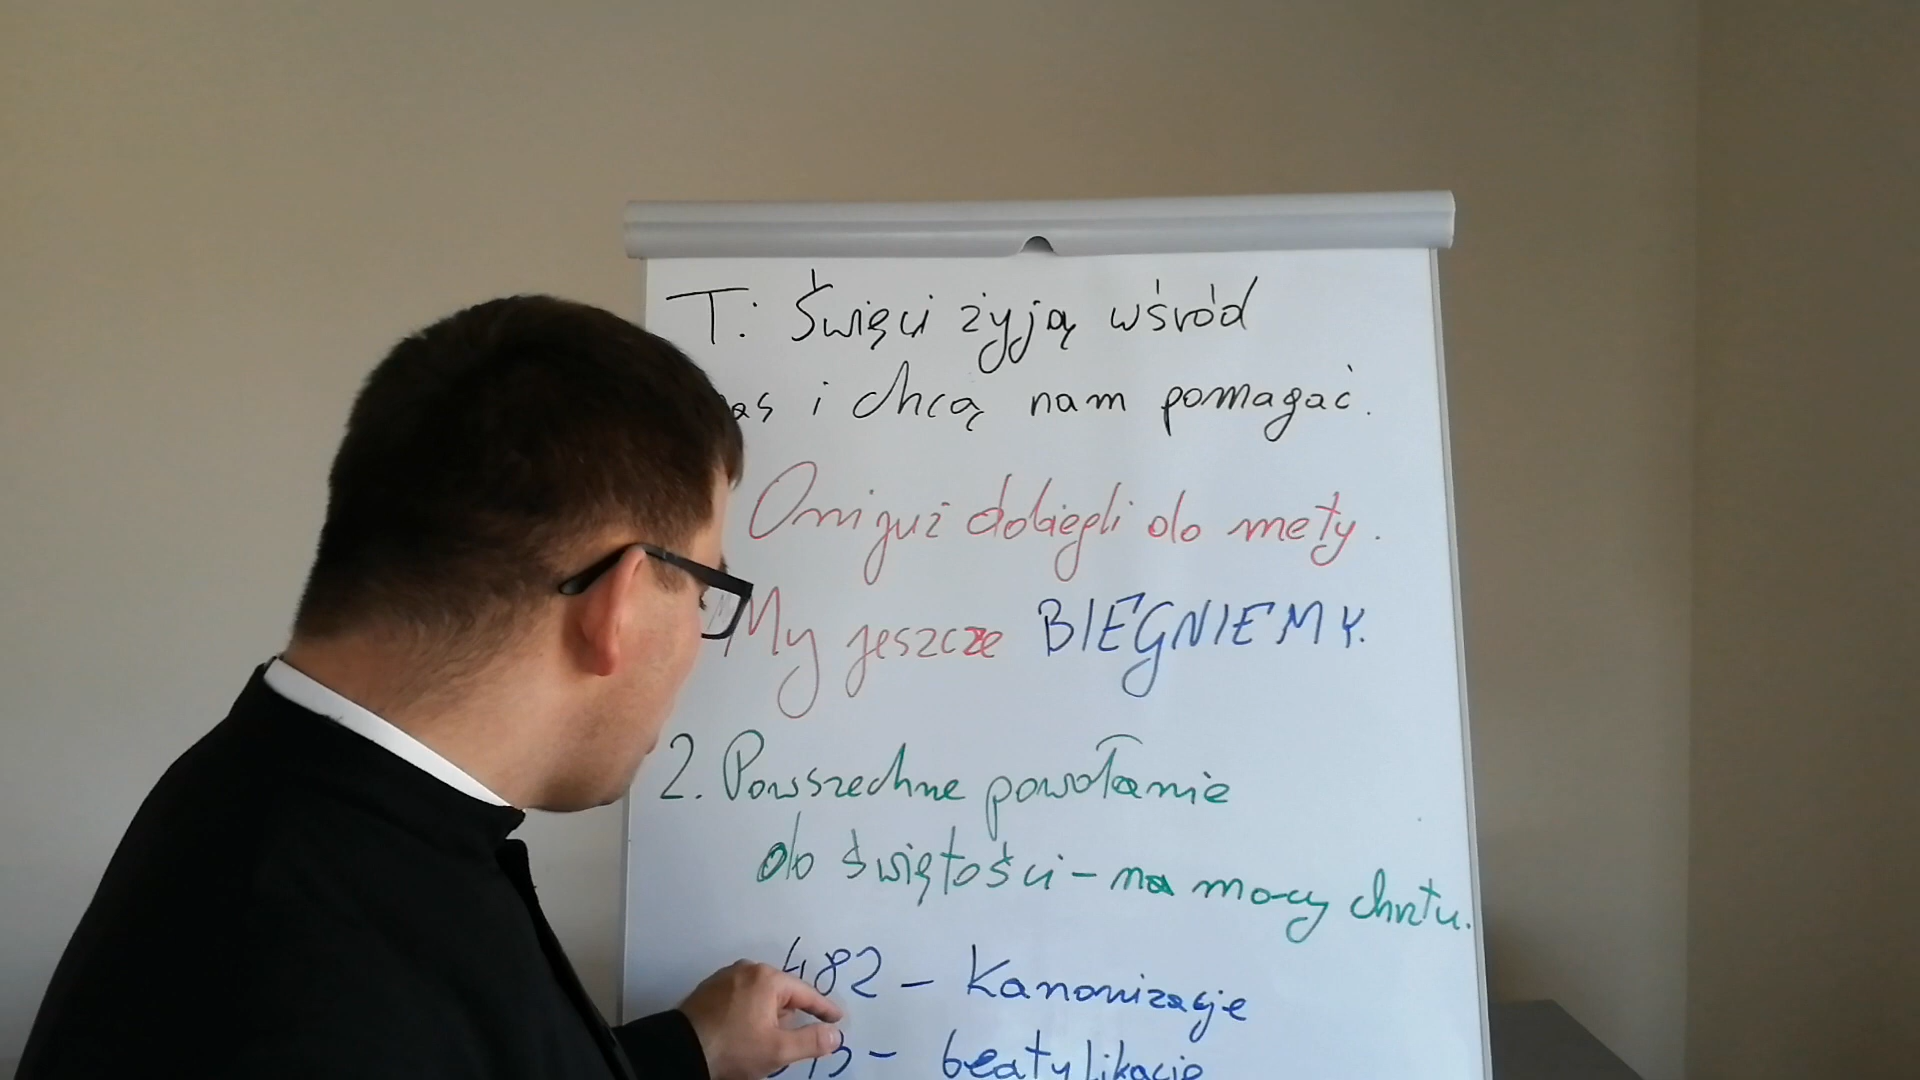 T: Święci żyją wśród
nas i chcą nam pomagać.
Oni już dobiegli do mety.
My jeszcze BIEGNIEMY.
2. Powszechne powołanie
do świętości – na mocy chrztu.
482 – Kanonizacje
– beatyfikacje